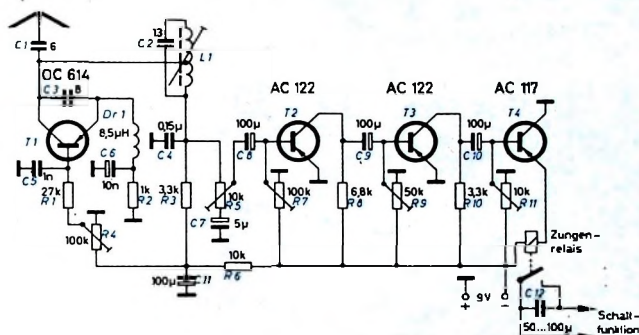 C1 6
OC 614
C3 8
T1
Dr1
8,5µH
C5 1n
C6
10n
27k
R1
1k
R2
100k R4
13
C2
L1
0,15µ
C4
3,3k
R3
10k
R5
C7
5µ
100µ C11
10k
R6
AC 122
100µ
C8
T2
100k
R7
6,8k
R8
AC 122
100µ
C9
T3
50k
R9
3,3k
R10
AC 117
100µ
C10
T4
10k
R11
Zungen-
relais
+ 9V -
C12
50...100µ
Schalt-
funktion